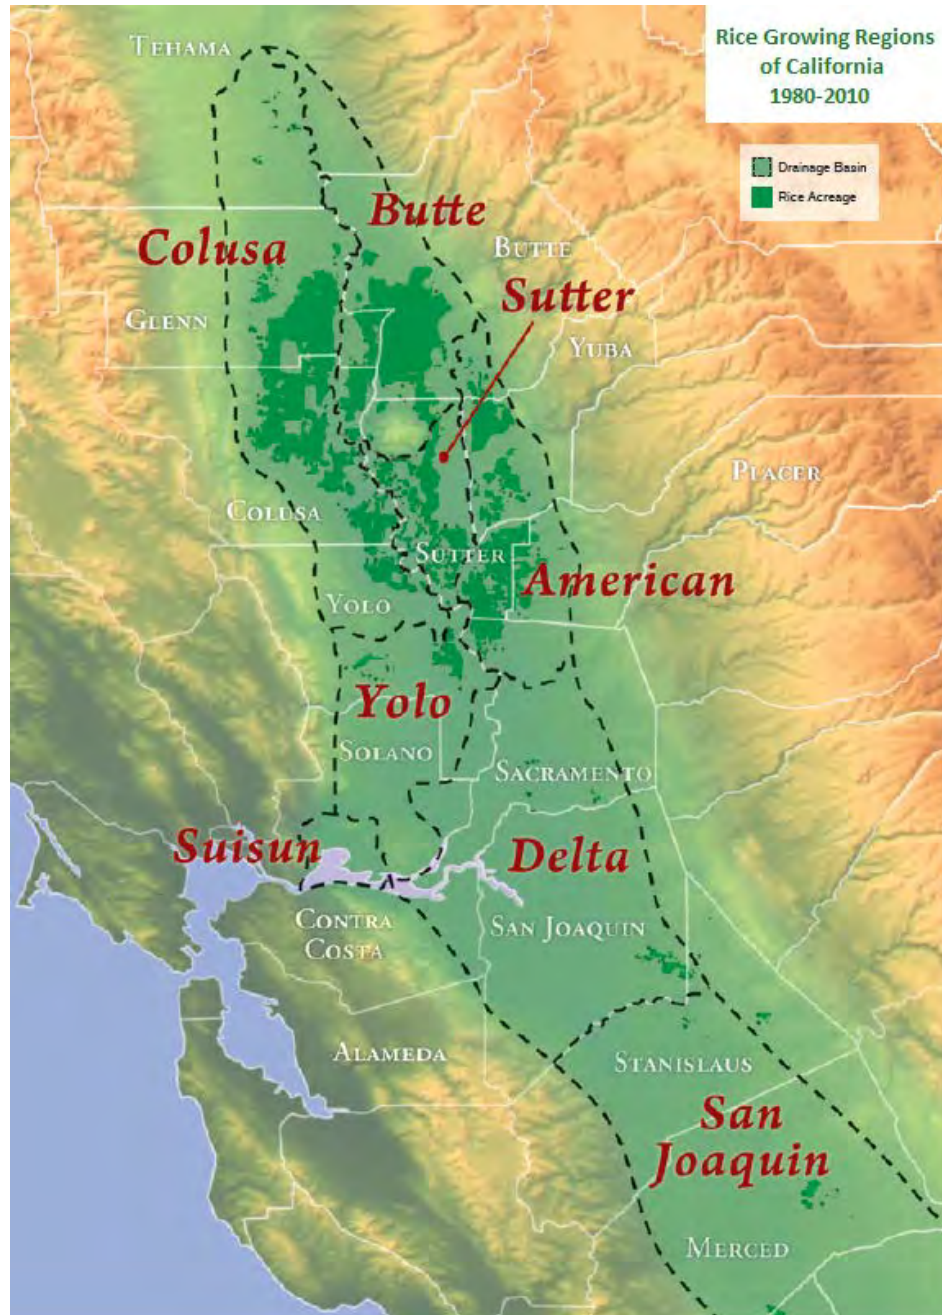 Rice Growing Regions
of California
1980-2010
Drainage Basin
Rice Acreage
TEHAMA
Butte
Colusa
BUTTE
Sutter
GLENN
YUBA
PLACER
COLUSA
SUTTER
American
YOLO
Yolo
SOLANO
SACRAMENTO
Suisun
Delta
CONTRA
COSTA
SAN JOAQUIN
ALAMEDA
STANISLAUS
San
Joaquin
MERCED